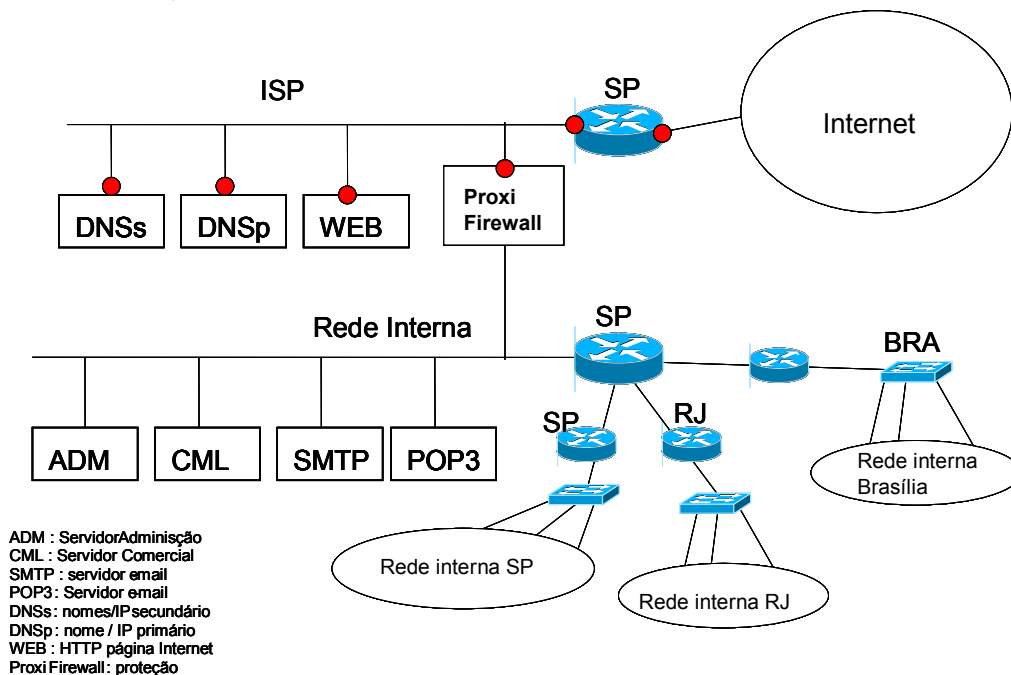 ISP
SP
Internet
DNSs
DNSp
WEB
Proxi
Firewall
Rede Interna
SP
BRA
SP
RJ
ADM
CML
SMTP
POP3
Rede interna
Brasília
Rede interna SP
Rede interna RJ
ADM : ServidorAdminisção
CML : Servidor Comercial
SMTP : servidor email
POP3: Servidor email
DNSs: nomes/IP secundário
DNSp: nome / IP primário
WEB : HTTP página Internet
Proxi Firewall: proteção